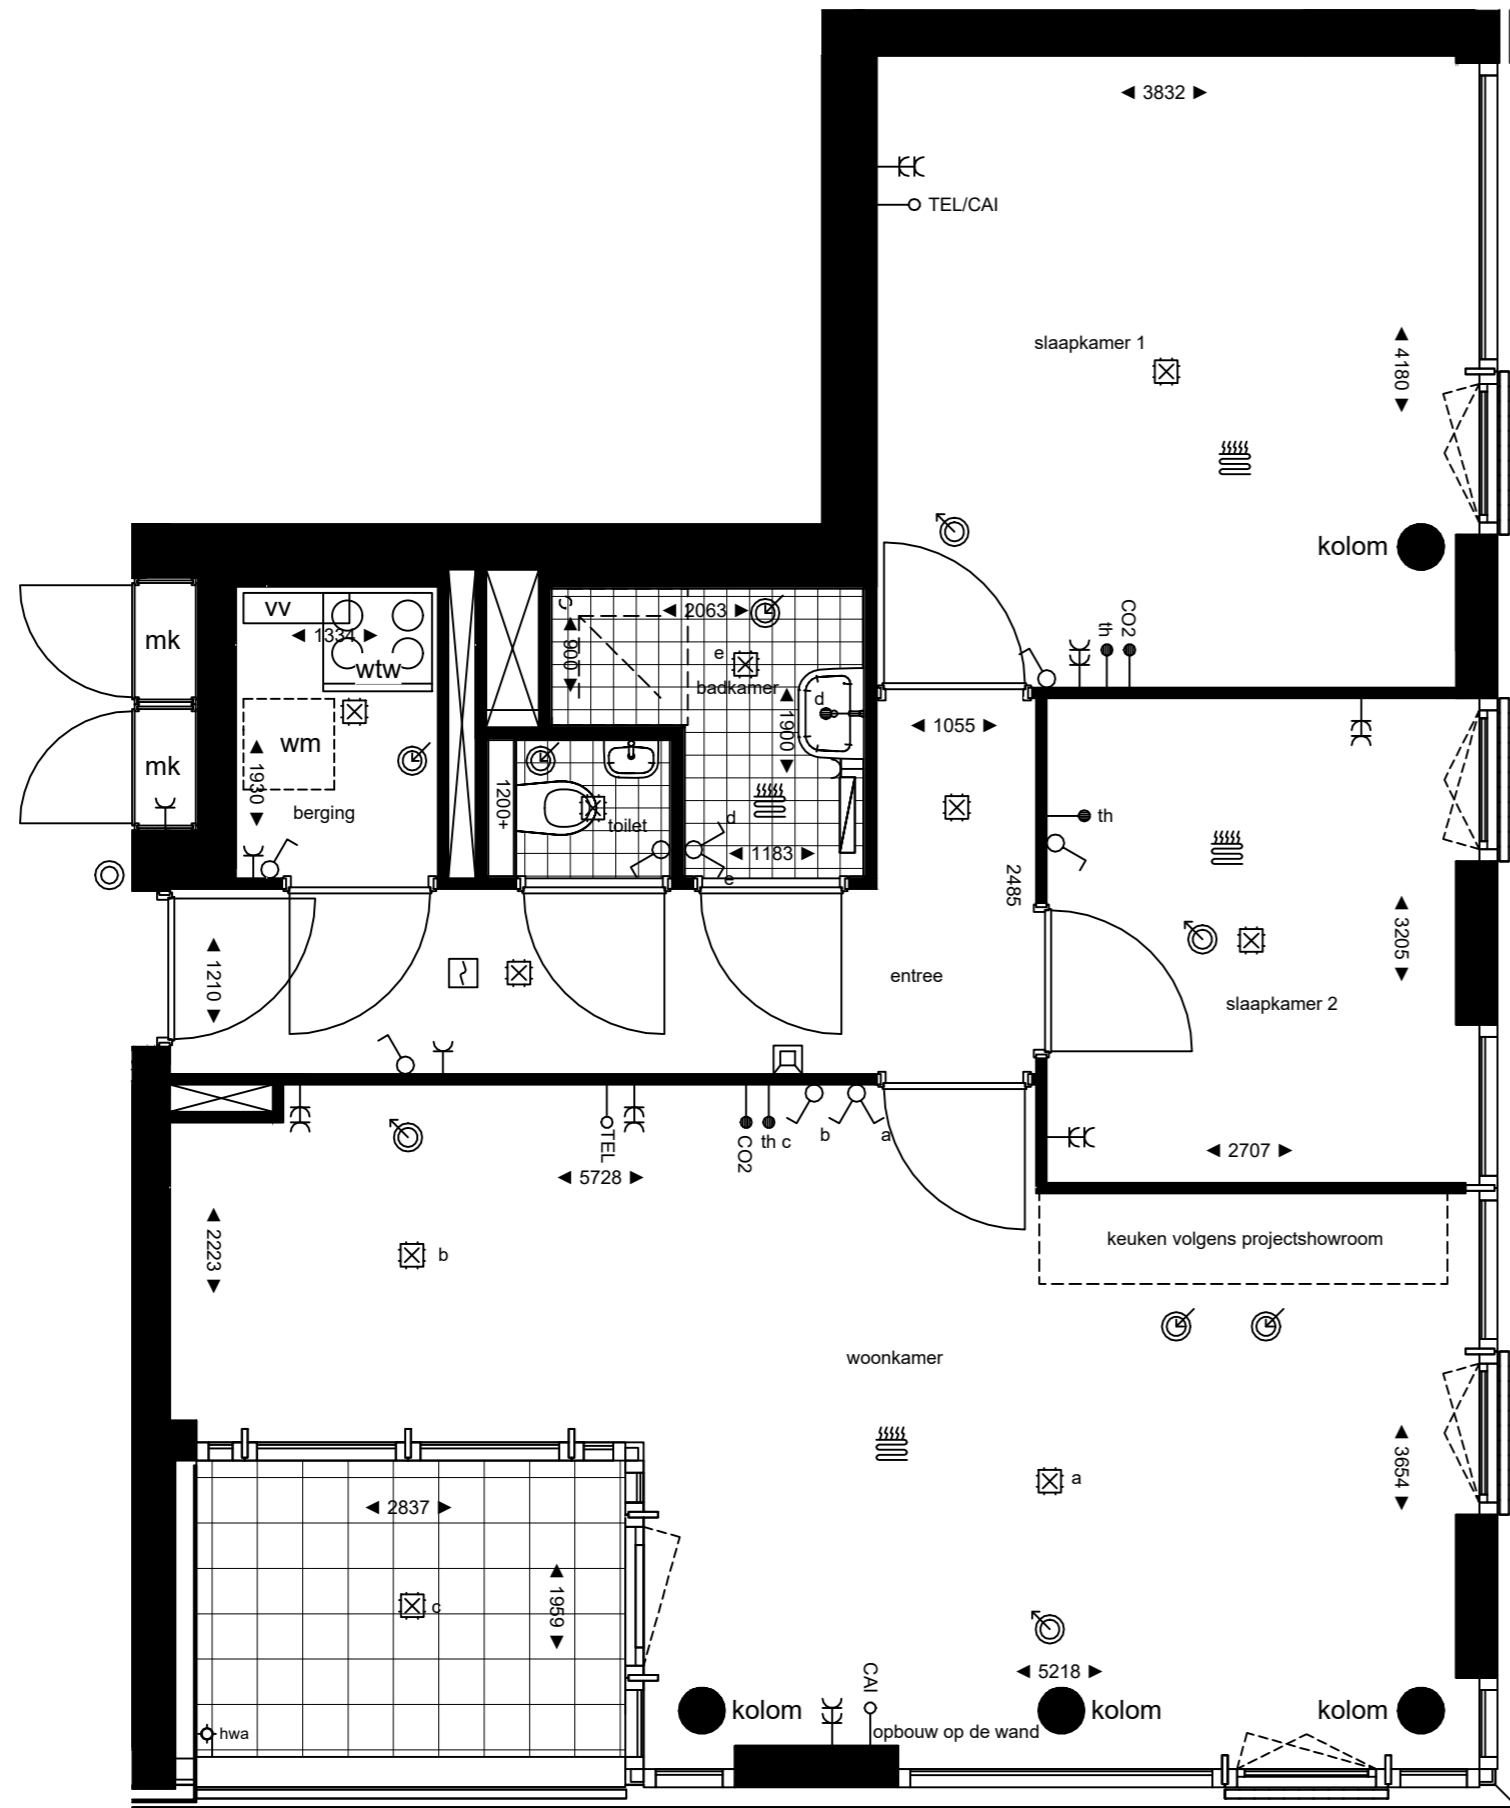 ◄ 3832 ►
TEL/CAI
slaapkamer 1
◄ 4180 ►
kolom
mk
vv
◄ 1334 ►
wtw
◄ 2063 ►
◄ 900 ►
e
badkamer
d
◄ 1900 ►
th
CO2
mk
wm
◄ 1930 ►
berging
1200+
toilet
d
◄ 1183 ►
e
◄ 1055 ►
2485
th
◄ 1210 ►
entree
◄ 3205 ►
slaapkamer 2
TEL
CO2
th
c
b
a
◄ 5728 ►
◄ 2707 ►
◄ 2223 ►
b
keuken volgens projectshowroom
woonkamer
◄ 3654 ►
a
◄ 2837 ►
◄ 1959 ►
c
◄ 5218 ►
CAI
kolom
kolom
kolom
opbouw op de wand
hwa